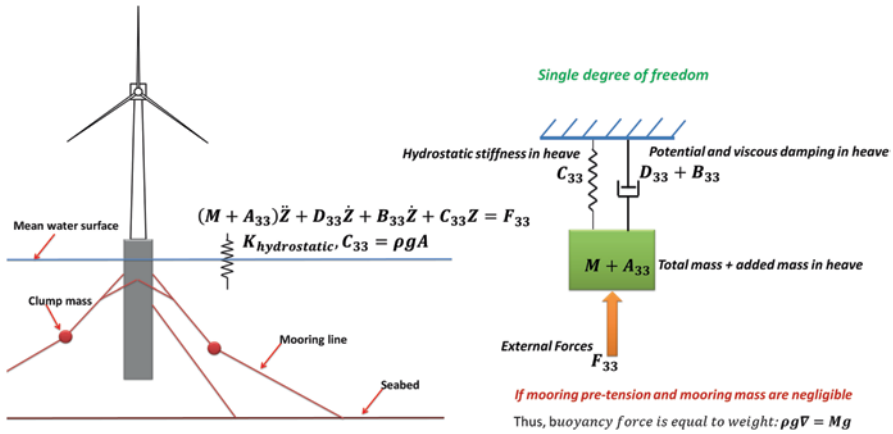 Single degree of freedom
Hydrostatic stiffness in heave
Potential and viscous damping in heave
C₃₃
D₃₃ + B₃₃
(M + A₃₃)Z̈ + D₃₃Ż + B₃₃Ż + C₃₃Z = F₃₃
Mean water surface
K_hydrostatic, C₃₃ = ρgA
M + A₃₃
Total mass + added mass in heave
Clump mass
Mooring line
External Forces
F₃₃
Seabed
If mooring pre-tension and mooring mass are negligible
Thus, buoyancy force is equal to weight: ρg∇ = Mg